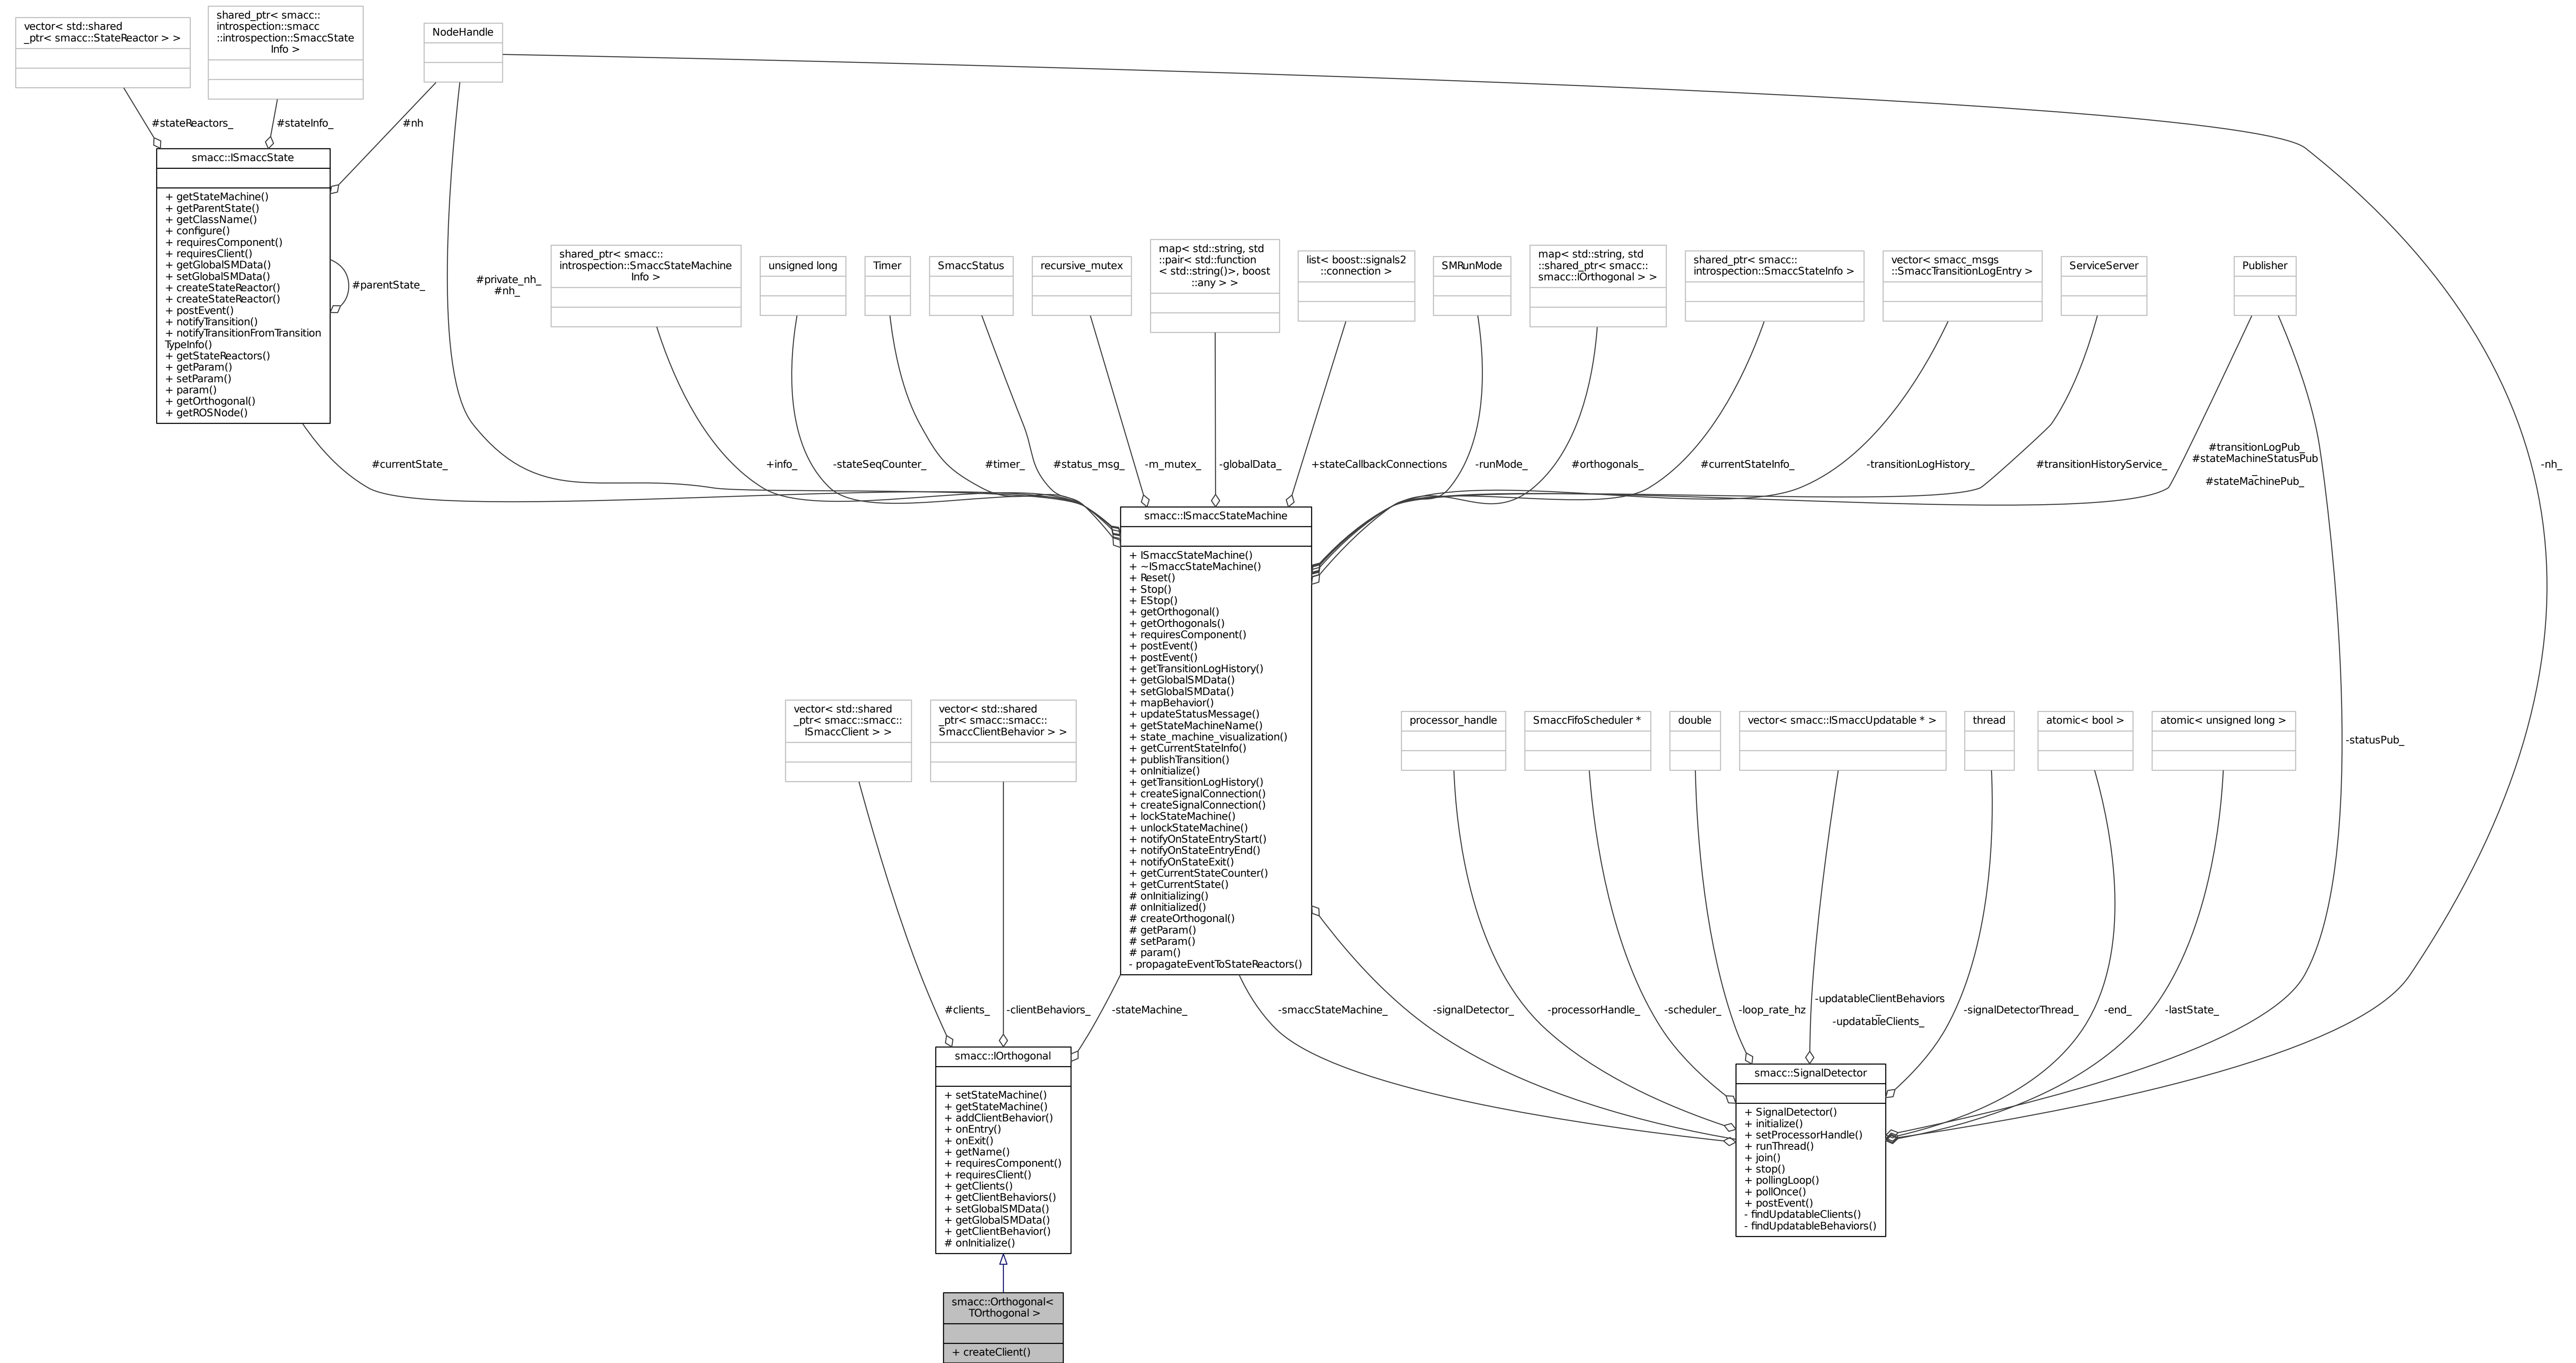 vector< std::shared
_ptr< smacc::StateReactor > >
shared_ptr< smacc::
introspection::smacc
::introspection::SmaccState
Info >
NodeHandle
#stateReactors_
#stateInfo_
#nh
smacc::ISmaccState
+ getStateMachine()
+ getParentState()
+ getClassName()
+ configure()
+ requiresComponent()
+ requiresClient()
+ getGlobalSMData()
+ setGlobalSMData()
+ createStateReactor()
+ createStateReactor()
+ postEvent()
+ notifyTransition()
+ notifyTransitionFromTransition
TypeInfo()
+ getStateReactors()
+ getParam()
+ setParam()
+ param()
+ getOrthogonal()
+ getROSNode()
#parentState_
#private_nh_
#nh_
shared_ptr< smacc::
introspection::SmaccStateMachine
Info >
unsigned long
Timer
SmaccStatus
recursive_mutex
map< std::string, std
::pair< std::function
< std::string()>, boost
::any > >
list< boost::signals2
::connection >
SMRunMode
map< std::string, std
::shared_ptr< smacc::
smacc::IOrthogonal > >
shared_ptr< smacc::
introspection::SmaccStateInfo >
vector< smacc_msgs
::SmaccTransitionLogEntry >
ServiceServer
Publisher
#currentState_
+info_
-stateSeqCounter_
#timer_
#status_msg_
-m_mutex_
-globalData_
+stateCallbackConnections
-runMode_
#orthogonals_
#currentStateInfo_
-transitionLogHistory_
#transitionHistoryService_
#transitionLogPub_
#stateMachineStatusPub
_
#stateMachinePub_
-nh_
smacc::ISmaccStateMachine
+ ISmaccStateMachine()
+ ~ISmaccStateMachine()
+ Reset()
+ Stop()
+ EStop()
+ getOrthogonal()
+ getOrthogonals()
+ requiresComponent()
+ postEvent()
+ postEvent()
+ getTransitionLogHistory()
+ getGlobalSMData()
+ setGlobalSMData()
+ mapBehavior()
+ updateStatusMessage()
+ getStateMachineName()
+ state_machine_visualization()
+ getCurrentStateInfo()
+ publishTransition()
+ onInitialize()
+ getTransitionLogHistory()
+ createSignalConnection()
+ createSignalConnection()
+ lockStateMachine()
+ unlockStateMachine()
+ notifyOnStateEntryStart()
+ notifyOnStateEntryEnd()
+ notifyOnStateExit()
+ getCurrentStateCounter()
+ getCurrentState()
# onInitializing()
# onInitialized()
# createOrthogonal()
# getParam()
# setParam()
# param()
- propagateEventToStateReactors()
vector< std::shared
_ptr< smacc::smacc::
ISmaccClient > >
vector< std::shared
_ptr< smacc::smacc::
SmaccClientBehavior > >
processor_handle
SmaccFifoScheduler *
double
vector< smacc::ISmaccUpdatable * >
thread
atomic< bool >
atomic< unsigned long >
-statusPub_
#clients_
-clientBehaviors_
-stateMachine_
-smaccStateMachine_
-signalDetector_
-processorHandle_
-scheduler_
-loop_rate_hz
-updatableClientBehaviors
_
-updatableClients_
-signalDetectorThread_
-end_
-lastState_
smacc::IOrthogonal
+ setStateMachine()
+ getStateMachine()
+ addClientBehavior()
+ onEntry()
+ onExit()
+ getName()
+ requiresComponent()
+ requiresClient()
+ getClients()
+ getClientBehaviors()
+ setGlobalSMData()
+ getGlobalSMData()
+ getClientBehavior()
# onInitialize()
smacc::SignalDetector
+ SignalDetector()
+ initialize()
+ setProcessorHandle()
+ runThread()
+ join()
+ stop()
+ pollingLoop()
+ pollOnce()
+ postEvent()
- findUpdatableClients()
- findUpdatableBehaviors()
smacc::Orthogonal<
TOrthogonal >
+ createClient()